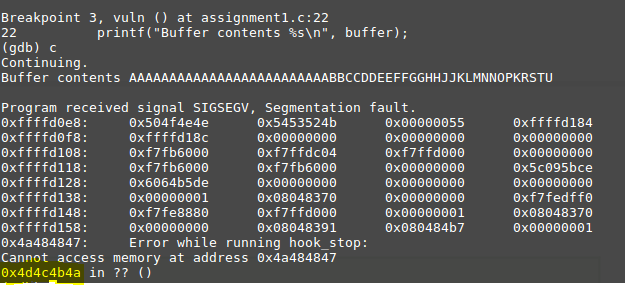 Breakpoint 3, vuln () at assignment1.c:22
22 printf("Buffer contents %s\n", buffer);
(gdb) c
Continuing.
Buffer contents AAAAAAAAAAAAAAAAAAAAAAAAAABBCCDDEEFFGGHHJJKLMNNOPKRSTU
Program received signal SIGSEGV, Segmentation fault.
0xffffd0e8: 0x504f4e4e 0x5453524b 0x00000055 0xffffd184
0xffffd0f8: 0xffffd18c 0x00000000 0x00000000 0x00000000
0xffffd108: 0xf7fb6000 0xf7ffdc04 0xf7ffd000 0x00000000
0xffffd118: 0xf7fb6000 0xf7fb6000 0x00000000 0x5c095bce
0xffffd128: 0x6064b5de 0x00000000 0x00000000 0x00000000
0xffffd138: 0x00000001 0x08048370 0x00000000 0xf7fedff0
0xffffd148: 0xf7fe8880 0xf7ffd000 0x00000001 0x08048370
0xffffd158: 0x00000000 0x08048391 0x080484b7 0x00000001
0x4a484847: Error while running hook_stop:
Cannot access memory at address 0x4a484847
0x4d4c4b4a in ?? ()